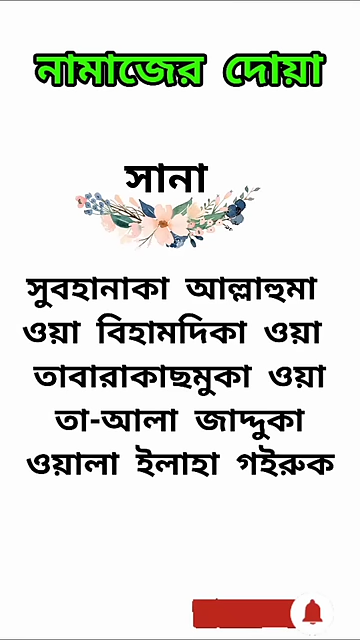 নামাজের দোয়া
সানা
সুবহানাকা আল্লাহুমা
ওয়া বিহামদিকা ওয়া
তাবারাকাছমুকা ওয়া
তা-আলা জাদ্দুকা
ওয়ালা ইলাহা গইরুক